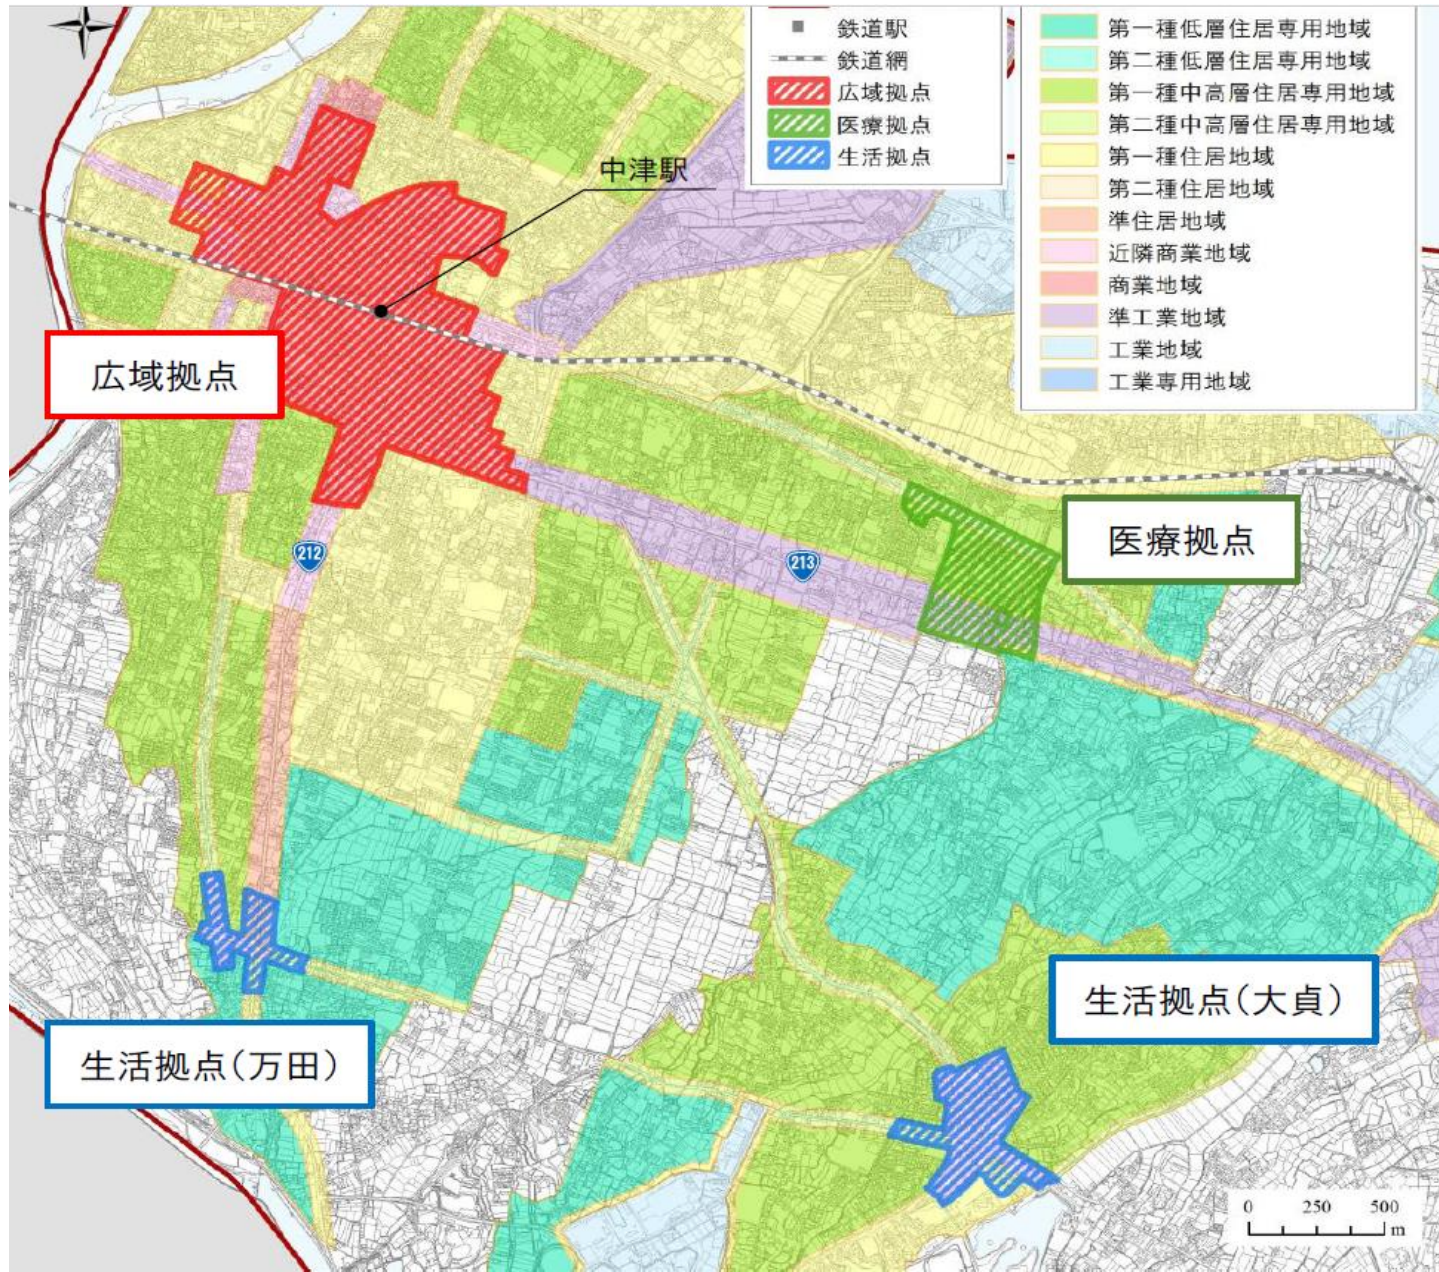 鉄道駅
鉄道網
広域拠点
医療拠点
生活拠点
第一種低層住居専用地域
第二種低層住居専用地域
第一種中高層住居専用地域
第二種中高層住居専用地域
第一種住居地域
第二種住居地域
準住居地域
近隣商業地域
商業地域
準工業地域
工業地域
工業専用地域
中津駅
広域拠点
医療拠点
212
213
生活拠点(大貞)
生活拠点(万田)
0 250 500
m